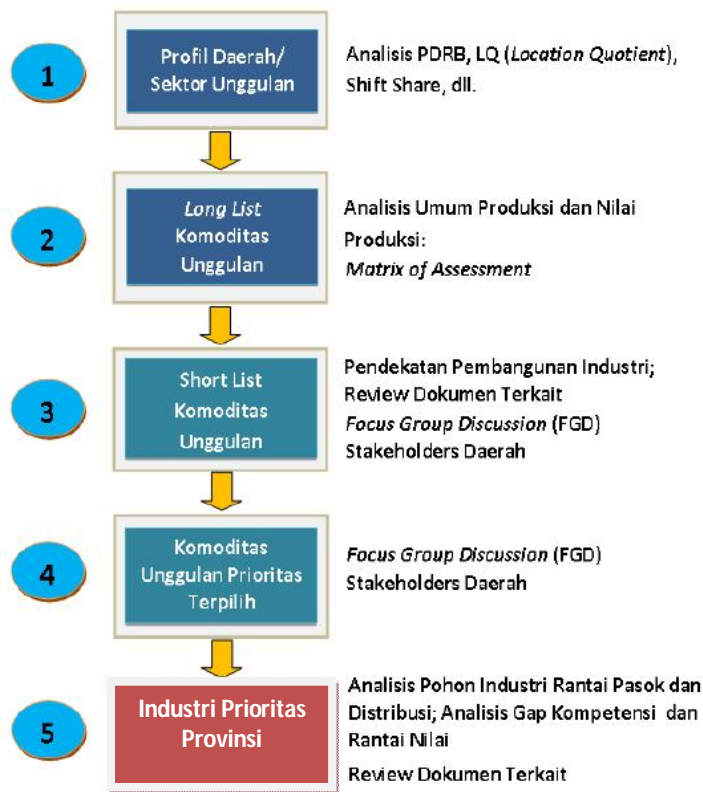 1
Profil Daerah/
Sektor Unggulan
Analisis PDRB, LQ (Location Quotient),
Shift Share, dll.
2
Long List
Komoditas
Unggulan
Analisis Umum Produksi dan Nilai
Produksi:
Matrix of Assessment
3
Short List
Komoditas
Unggulan
Pendekatan Pembangunan Industri;
Review Dokumen Terkait
Focus Group Discussion (FGD)
Stakeholders Daerah
4
Komoditas
Unggulan Prioritas
Terpilih
Focus Group Discussion (FGD)
Stakeholders Daerah
5
Industri Prioritas
Provinsi
Analisis Pohon Industri Rantai Pasok dan
Distribusi; Analisis Gap Kompetensi dan
Rantai Nilai
Review Dokumen Terkait